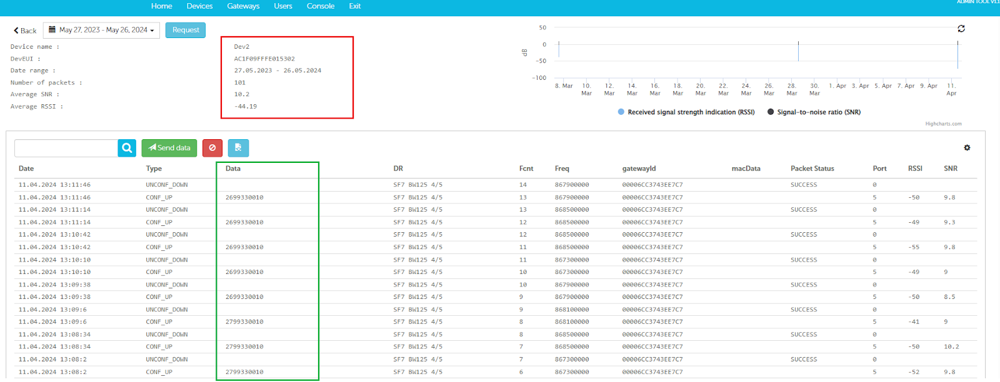 Home Devices Gateways Users Console Exit ADMIN TOOL V1.1
Back May 27, 2023 - May 26, 2024 Request
Device name : Dev2
DevEUI : AC1F09FFFE015302
Date range : 27.05.2023 - 26.05.2024
Number of packets : 101
Average SNR : 10.2
Average RSSI : -44.19
50
0
-50
-100
dB
8. Mar 10. Mar 12. Mar 14. Mar 16. Mar 18. Mar 20. Mar 22. Mar 24. Mar 26. Mar 28. Mar 30. Mar 1. Apr 3. Apr 5. Apr 7. Apr 9. Apr 11. Apr
Received signal strength indication (RSSI) Signal-to-noise ratio (SNR)
Highcharts.com
Send data
Date Type Data DR Fcnt Freq gatewayId macData Packet Status Port RSSI SNR
11.04.2024 13:11:46 UNCONF_DOWN SF7 BW125 4/5 14 867900000 00006CC3743EE7C7 SUCCESS 0
11.04.2024 13:11:46 CONF_UP 2699330010 SF7 BW125 4/5 13 867900000 00006CC3743EE7C7 5 -50 9.8
11.04.2024 13:11:14 UNCONF_DOWN SF7 BW125 4/5 13 868500000 00006CC3743EE7C7 SUCCESS 0
11.04.2024 13:11:14 CONF_UP 2699330010 SF7 BW125 4/5 12 868500000 00006CC3743EE7C7 5 -49 9.3
11.04.2024 13:10:42 UNCONF_DOWN SF7 BW125 4/5 12 868500000 00006CC3743EE7C7 SUCCESS 0
11.04.2024 13:10:42 CONF_UP 2699330010 SF7 BW125 4/5 11 868500000 00006CC3743EE7C7 5 -55 9.8
11.04.2024 13:10:10 UNCONF_DOWN SF7 BW125 4/5 11 867300000 00006CC3743EE7C7 SUCCESS 0
11.04.2024 13:10:10 CONF_UP 2699330010 SF7 BW125 4/5 10 867300000 00006CC3743EE7C7 5 -49 9
11.04.2024 13:09:38 UNCONF_DOWN SF7 BW125 4/5 10 867900000 00006CC3743EE7C7 SUCCESS 0
11.04.2024 13:09:38 CONF_UP 2699330010 SF7 BW125 4/5 9 867900000 00006CC3743EE7C7 5 -50 8.5
11.04.2024 13:09:6 UNCONF_DOWN SF7 BW125 4/5 9 868100000 00006CC3743EE7C7 SUCCESS 0
11.04.2024 13:09:6 CONF_UP 2799330010 SF7 BW125 4/5 8 868100000 00006CC3743EE7C7 5 -41 9
11.04.2024 13:08:34 UNCONF_DOWN SF7 BW125 4/5 8 868500000 00006CC3743EE7C7 SUCCESS 0
11.04.2024 13:08:34 CONF_UP 2799330010 SF7 BW125 4/5 7 868500000 00006CC3743EE7C7 5 -50 10.2
11.04.2024 13:08:2 UNCONF_DOWN SF7 BW125 4/5 7 867300000 00006CC3743EE7C7 SUCCESS 0
11.04.2024 13:08:2 CONF_UP 2799330010 SF7 BW125 4/5 6 867300000 00006CC3743EE7C7 5 -52 9.8